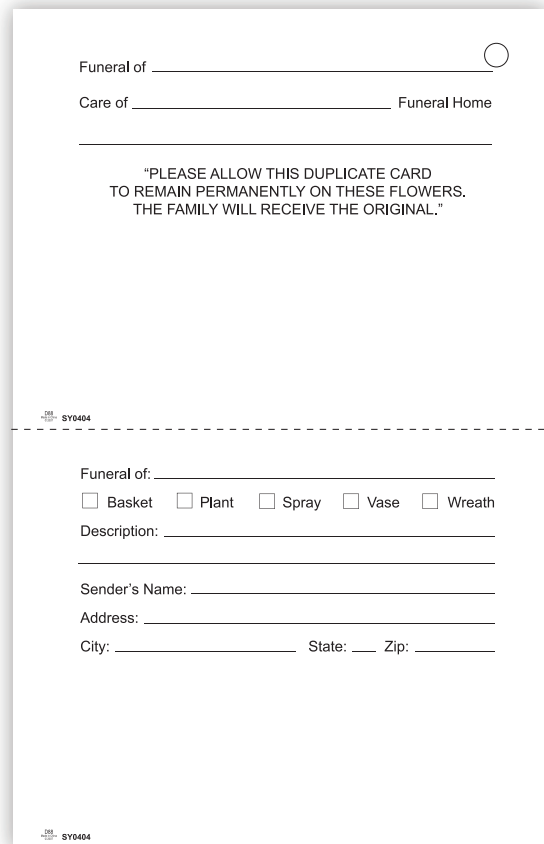 Funeral of
Care of Funeral Home
“PLEASE ALLOW THIS DUPLICATE CARD
TO REMAIN PERMANENTLY ON THESE FLOWERS.
THE FAMILY WILL RECEIVE THE ORIGINAL.”
D88
SY0404
Funeral of:
Basket Plant Spray Vase Wreath
Description:
Sender’s Name:
Address:
City: State: Zip:
D88
SY0404